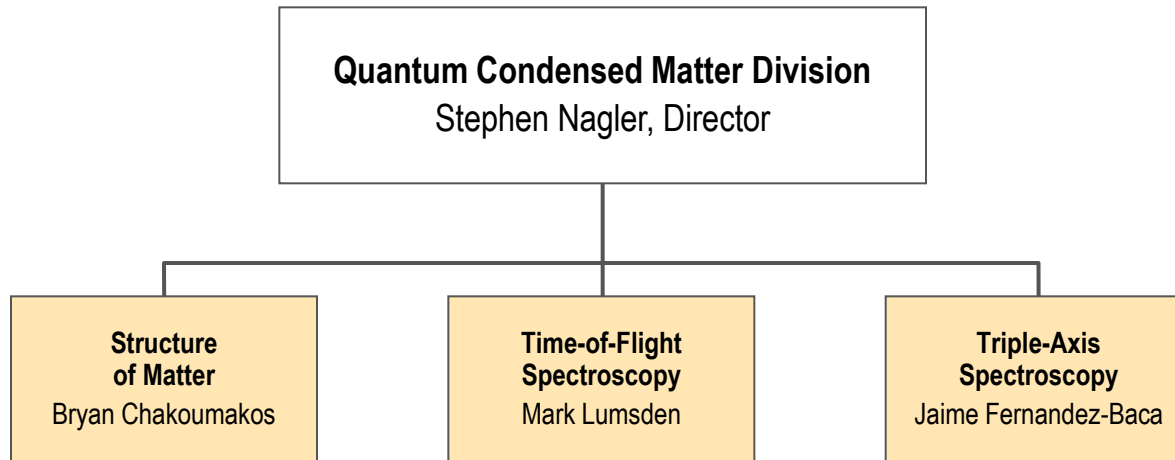 Quantum Condensed Matter Division
Stephen Nagler, Director
Structure
of Matter
Bryan Chakoumakos
Time-of-Flight
Spectroscopy
Mark Lumsden
Triple-Axis
Spectroscopy
Jaime Fernandez-Baca